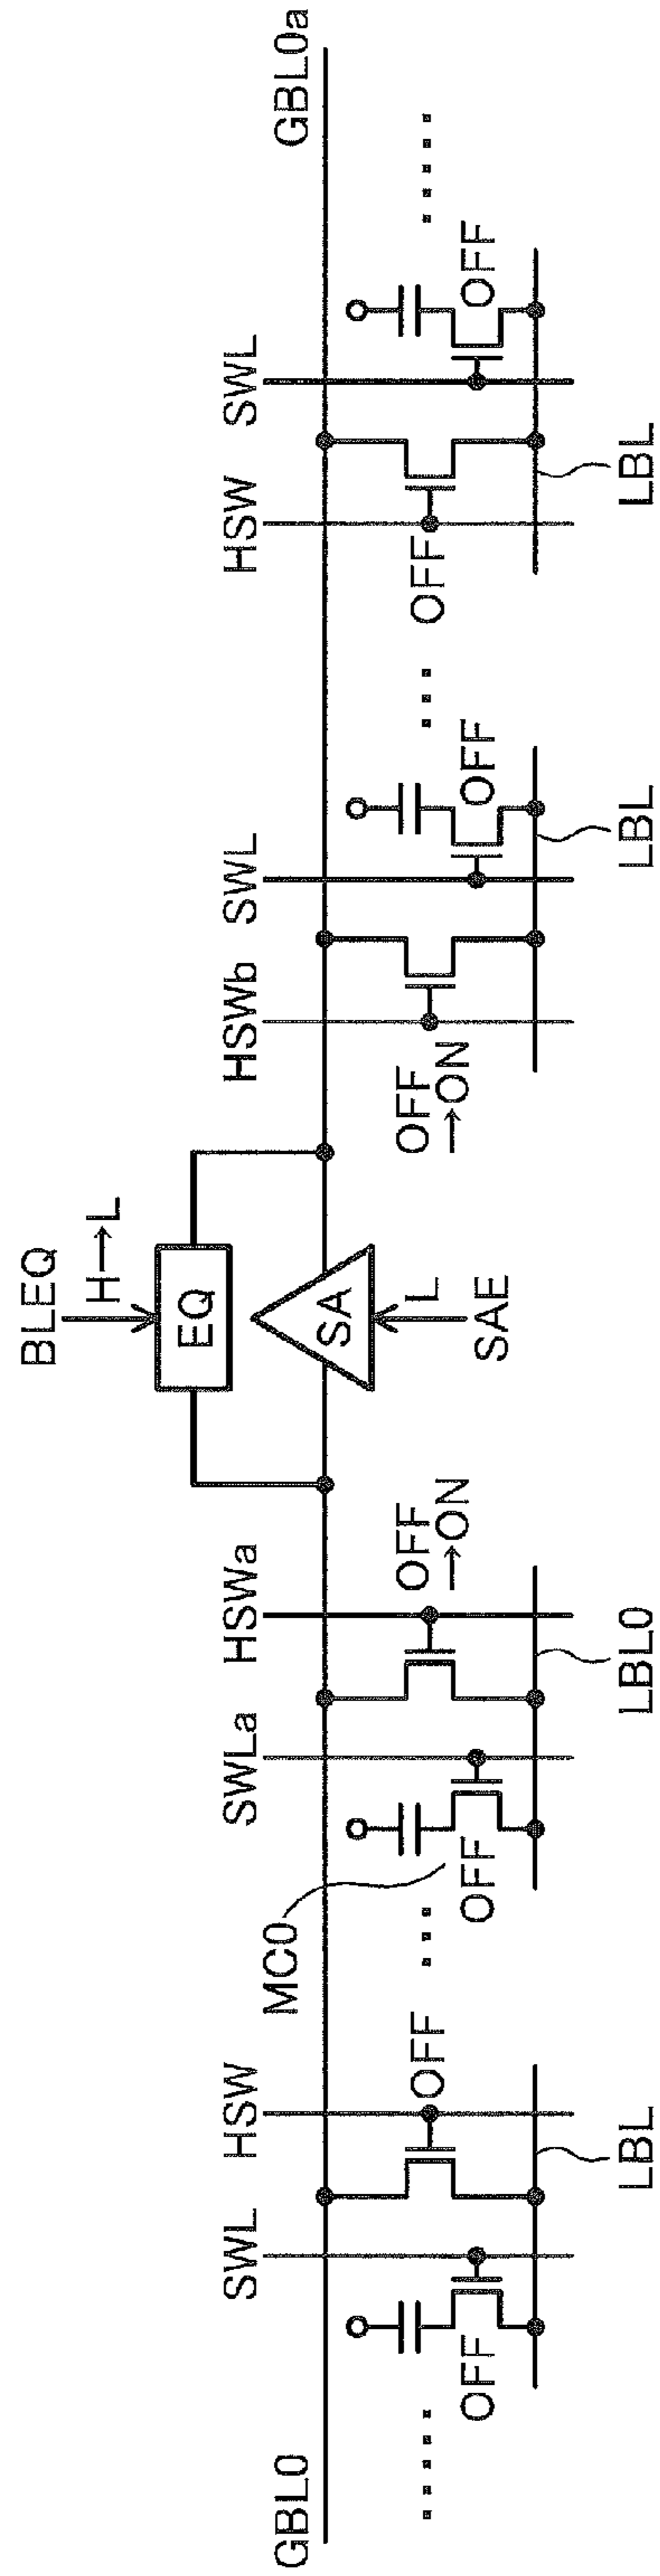 BLEQ
H→L
EQ
SA
L
SAE
GBL0
GBL0a
SWL
HSW
SWLa
HSWa
HSWb
SWL
HSW
SWL
MC0
OFF
OFF
OFF
OFF
→ON
OFF
→ON
OFF
OFF
OFF
LBL
LBL0
LBL
LBL